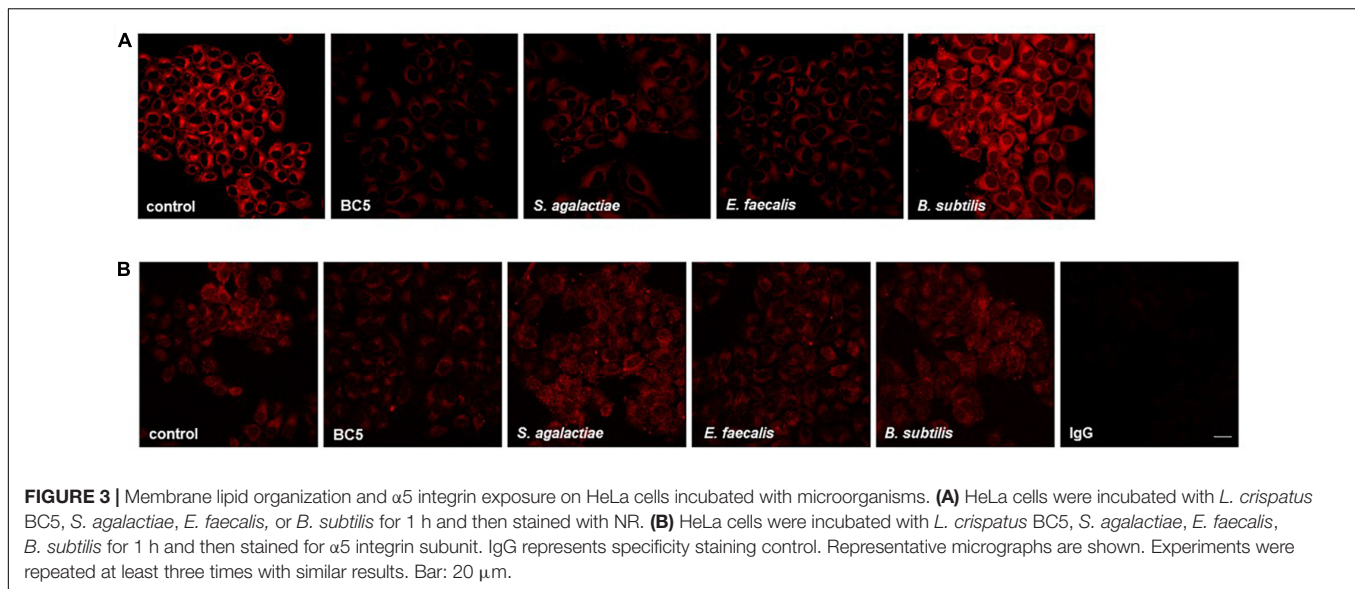 A
control BC5 S. agalactiae E. faecalis B. subtilis
B
control BC5 S. agalactiae E. faecalis B. subtilis IgG
FIGURE 3 | Membrane lipid organization and α5 integrin exposure on HeLa cells incubated with microorganisms. (A) HeLa cells were incubated with L. crispatus
BC5, S. agalactiae, E. faecalis, or B. subtilis for 1 h and then stained with NR. (B) HeLa cells were incubated with L. crispatus BC5, S. agalactiae, E. faecalis,
B. subtilis for 1 h and then stained for α5 integrin subunit. IgG represents specificity staining control. Representative micrographs are shown. Experiments were
repeated at least three times with similar results. Bar: 20 μm.